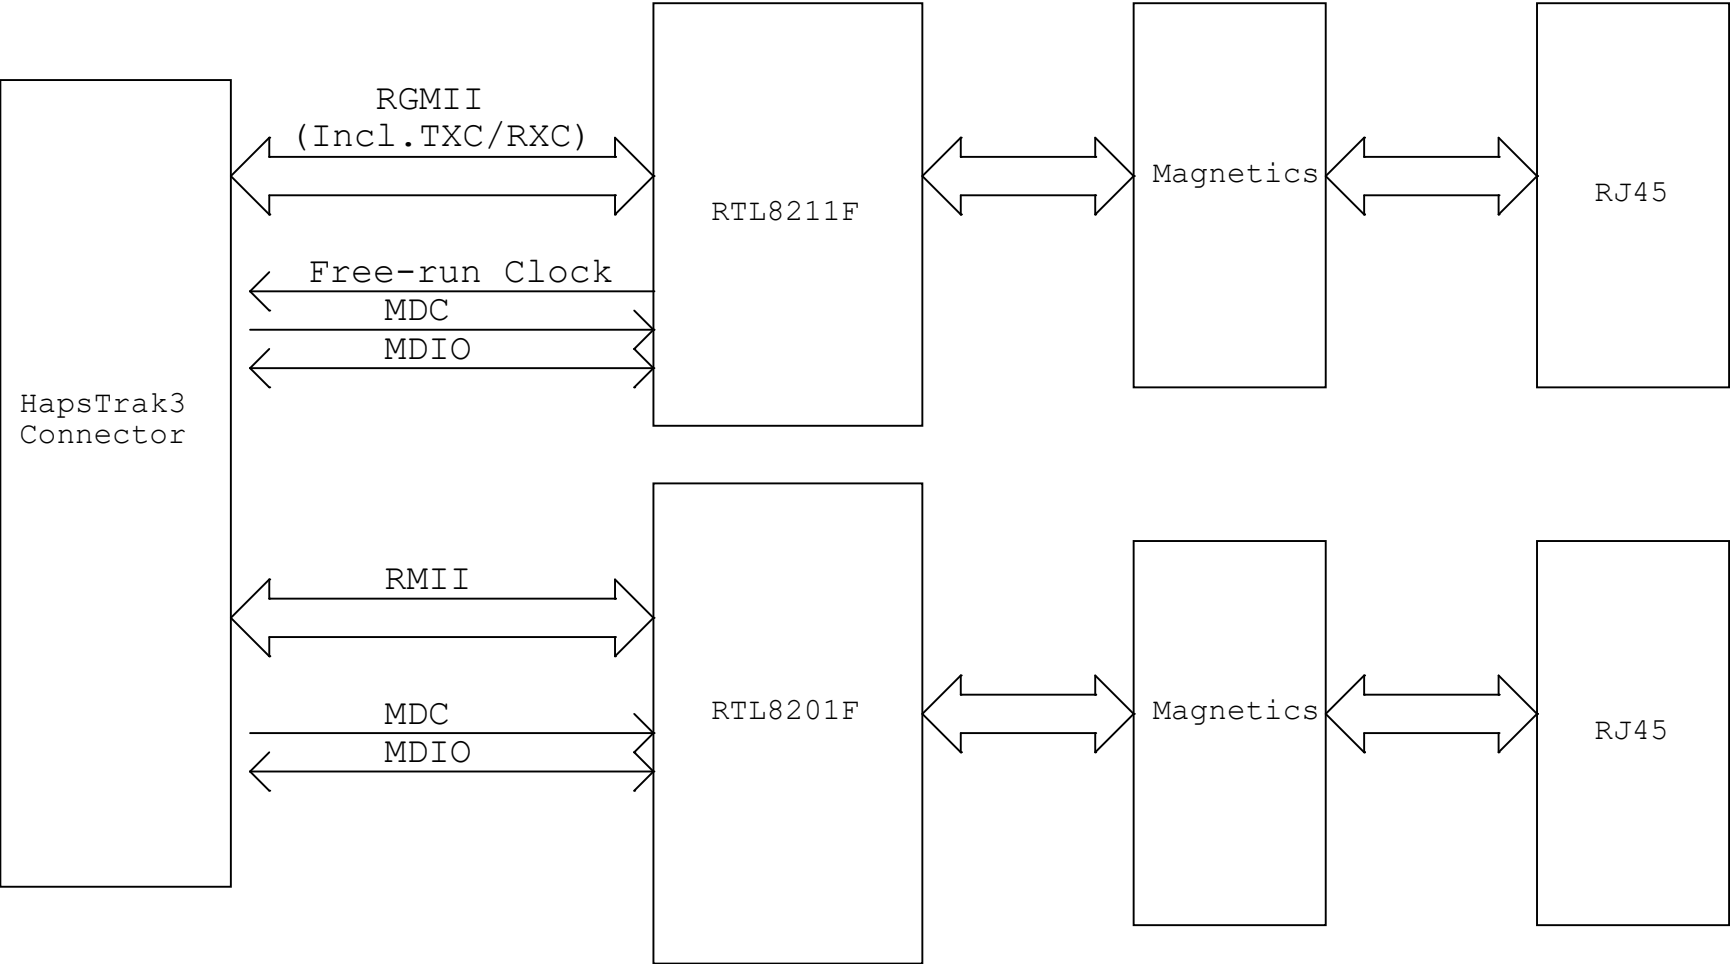 RGMII
(Incl.TXC/RXC)
Free-run Clock
MDC
MDIO
HapsTrak3
Connector
RTL8211F
Magnetics
RJ45
RMII
MDC
MDIO
RTL8201F
Magnetics
RJ45